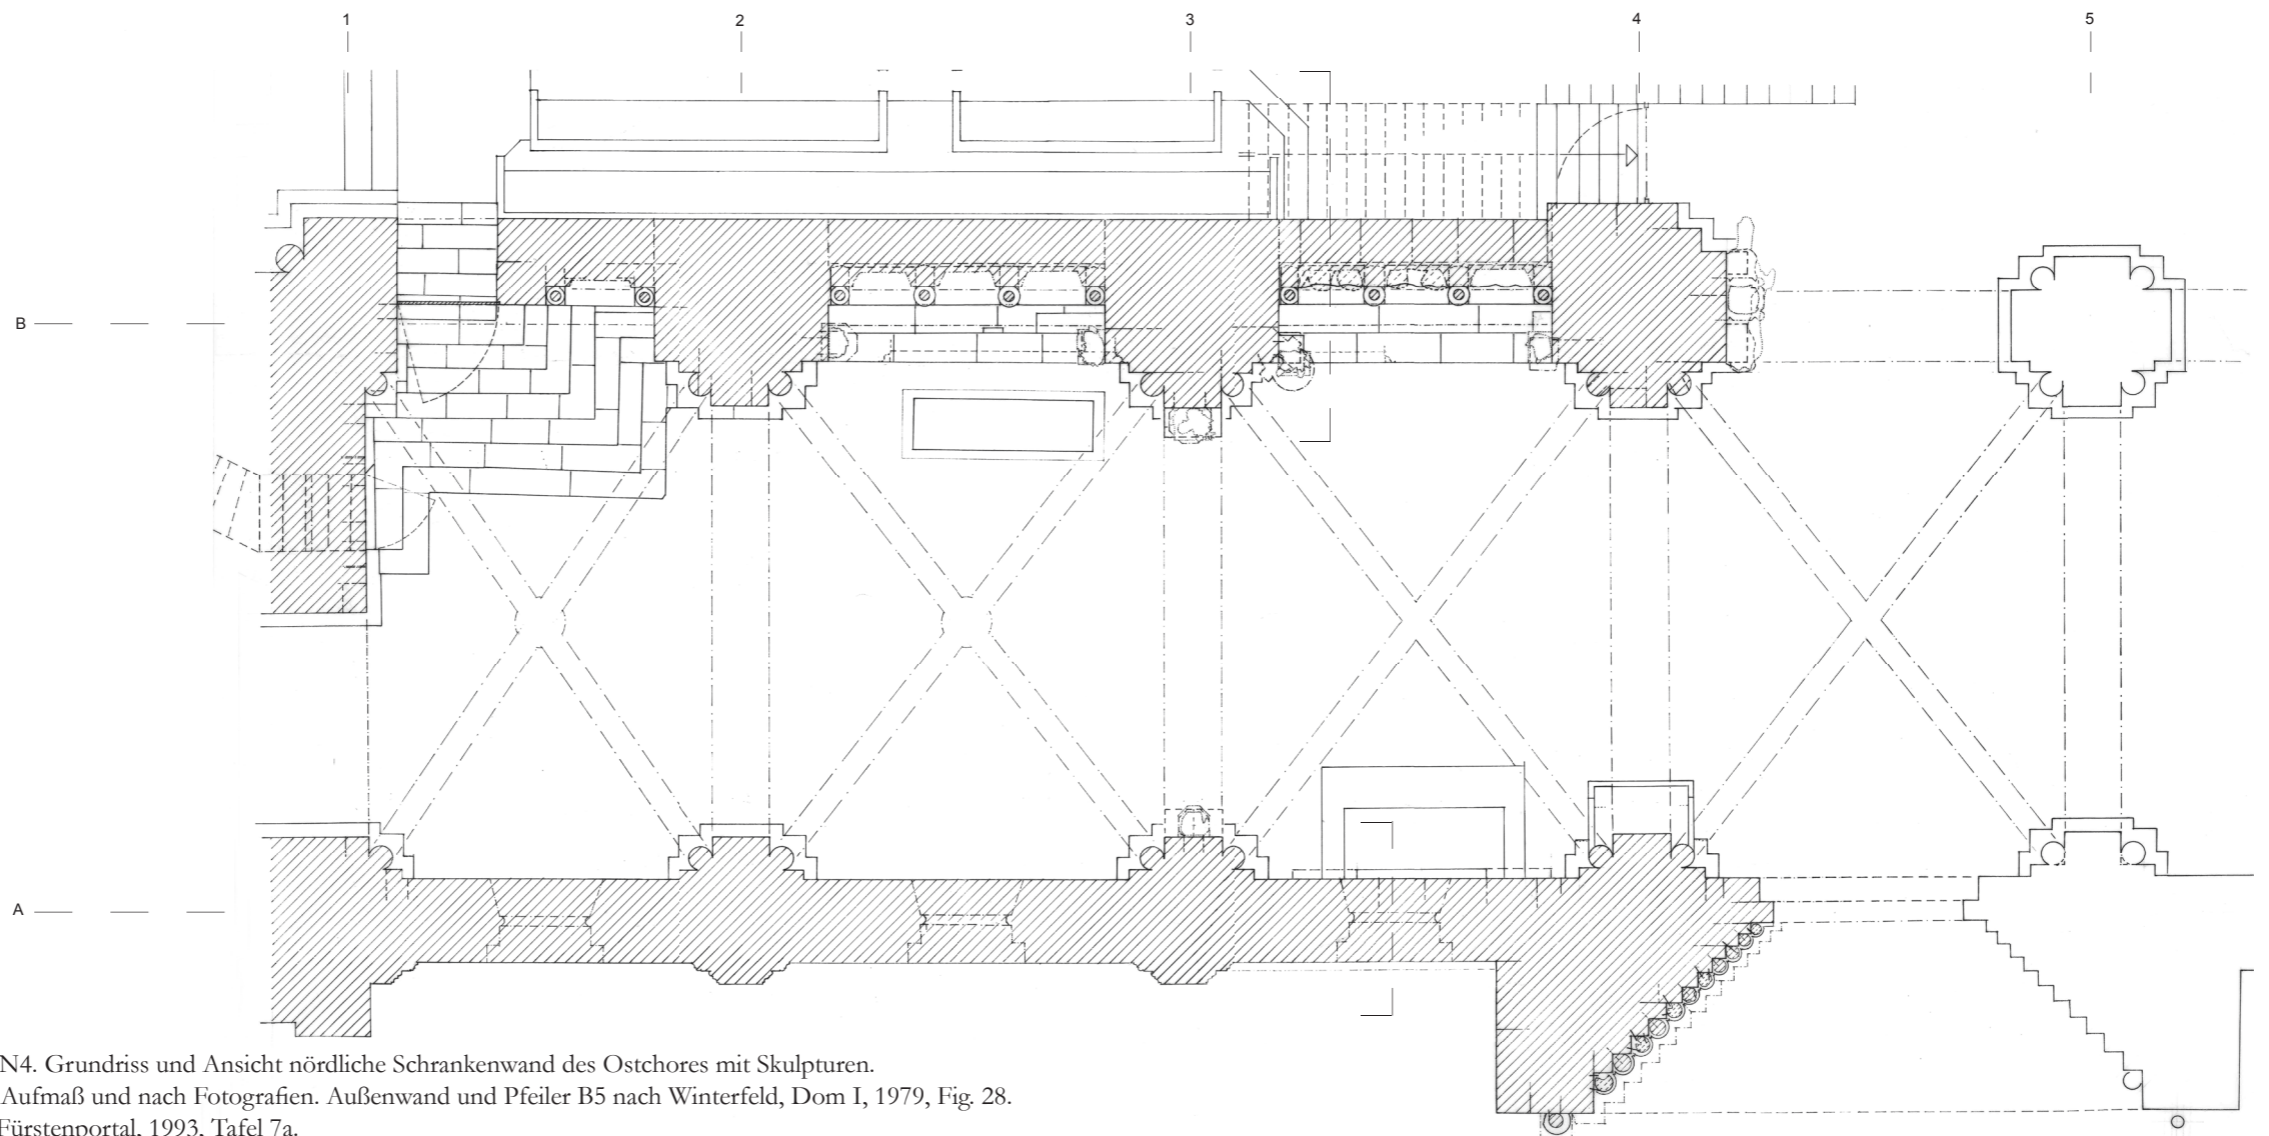 1 2 3 4 5
B
A
N4. Grundriss und Ansicht nördliche Schrankenwand des Ostchores mit Skulpturen.
Aufmaß und nach Fotografien. Außenwand und Pfeiler B5 nach Winterfeld, Dom I, 1979, Fig. 28.
Fürstenportal, 1993, Tafel 7a.